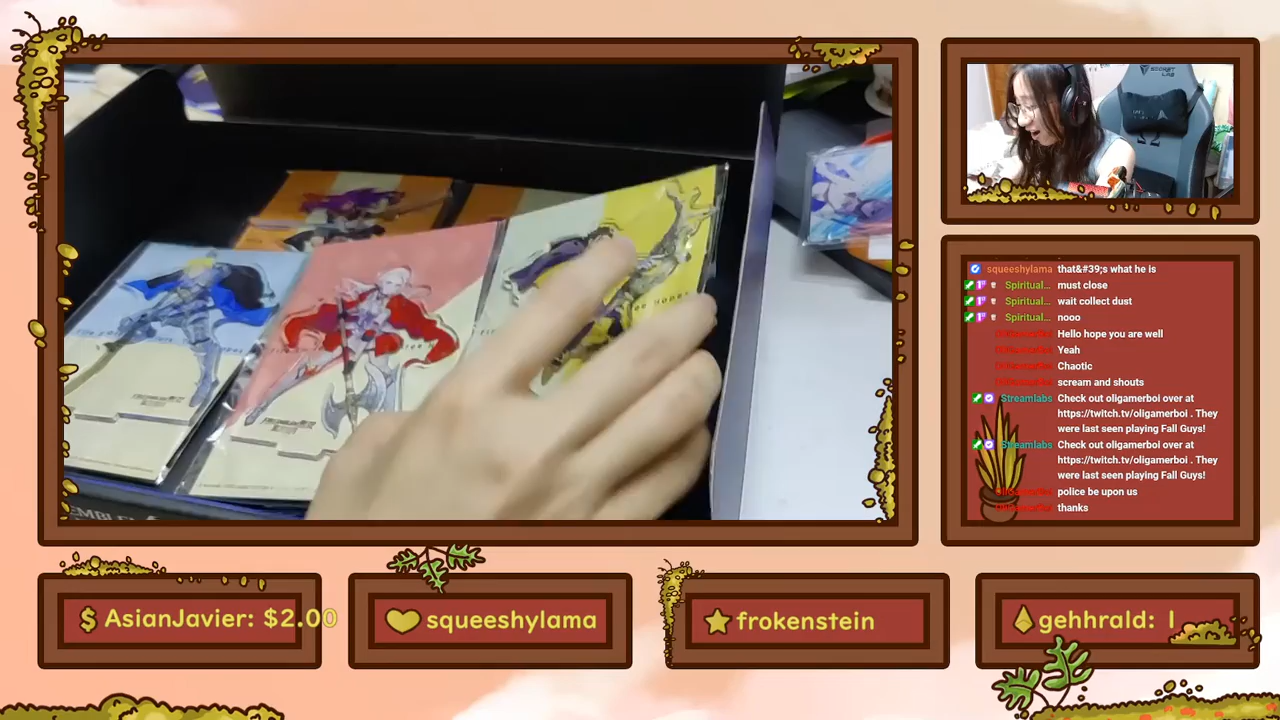 SECRET
LAB
squeeshylama that&#39;s what he is
Spiritual... must close
Spiritual... wait collect dust
Spiritual... nooo
Hello hope you are well
Yeah
Chaotic
scream and shouts
Streamlabs Check out oligamerboi over at
https://twitch.tv/oligamerboi . They
were last seen playing Fall Guys!
Streamlabs Check out oligamerboi over at
https://twitch.tv/oligamerboi . They
were last seen playing Fall Guys!
police be upon us
thanks
$ AsianJavier: $2.00
squeeshylama
frokenstein
gehhrald: 1